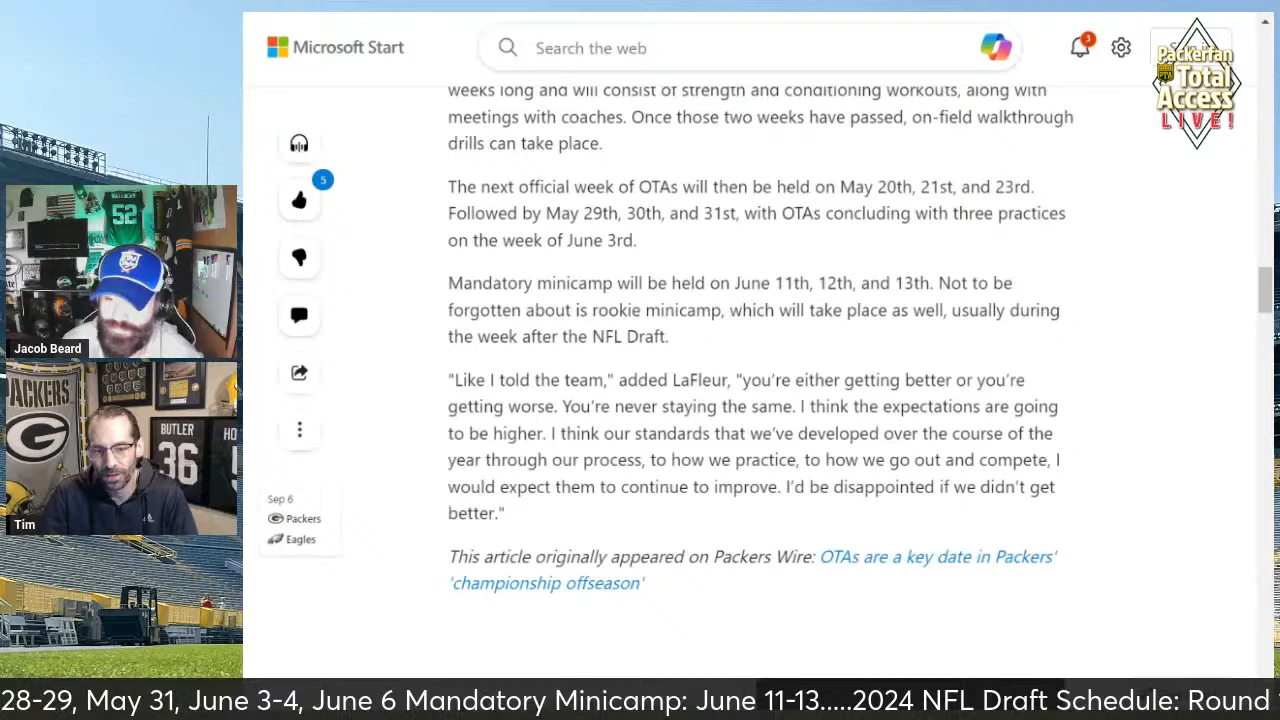 Microsoft Start
Search the web
3
Packerfan
PTA
Total
Access
LIVE!
weeks long and will consist of strength and conditioning workouts, along with
meetings with coaches. Once those two weeks have passed, on-field walkthrough
drills can take place.
5
The next official week of OTAs will then be held on May 20th, 21st, and 23rd.
Followed by May 29th, 30th, and 31st, with OTAs concluding with three practices
on the week of June 3rd.
Mandatory minicamp will be held on June 11th, 12th, and 13th. Not to be
forgotten about is rookie minicamp, which will take place as well, usually during
the week after the NFL Draft.
"Like I told the team," added LaFleur, "you’re either getting better or you’re
getting worse. You’re never staying the same. I think the expectations are going
to be higher. I think our standards that we’ve developed over the course of the
year through our process, to how we practice, to how we go out and compete, I
would expect them to continue to improve. I’d be disappointed if we didn’t get
better."
This article originally appeared on Packers Wire: OTAs are a key date in Packers'
'championship offseason'
Sep 6
Packers
Eagles
52
Jacob Beard
PACKERS
G
BUTLER
36
HO
Tim
28-29, May 31, June 3-4, June 6 Mandatory Minicamp: June 11-13.....2024 NFL Draft Schedule: Round